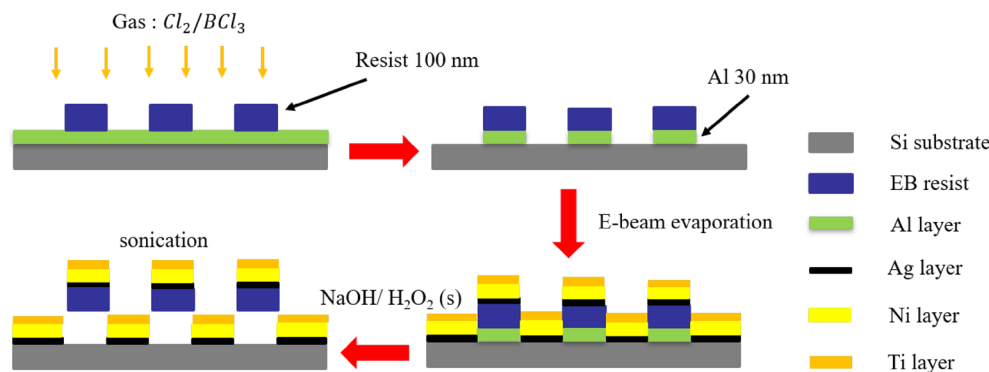 Gas : Cl₂/BCl₃
Resist 100 nm
Al 30 nm
Si substrate
EB resist
Al layer
Ag layer
Ni layer
Ti layer
E-beam evaporation
sonication
NaOH/ H₂O₂ (s)